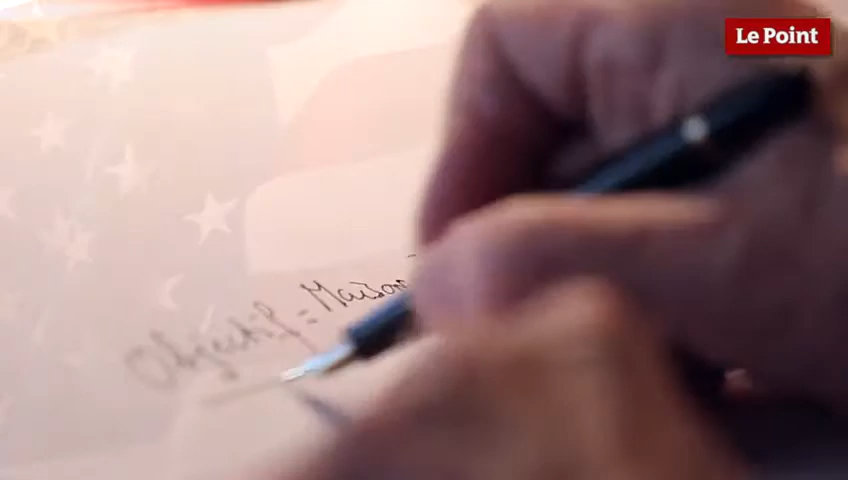 Le Point
Objectif = Maison